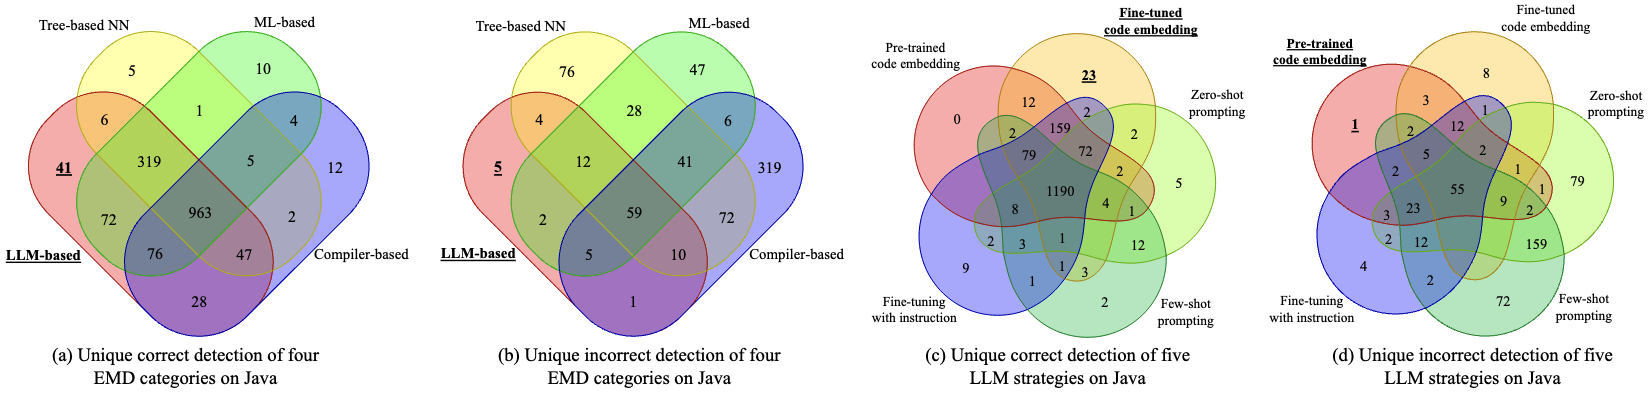 Tree-based NN
ML-based
5
10
1
6
4
319
5
41
12
963
72
2
76
47
LLM-based
Compiler-based
28
(a) Unique correct detection of four
EMD categories on Java
Tree-based NN
ML-based
76
47
28
4
6
12
41
5
319
59
2
72
5
10
LLM-based
Compiler-based
1
(b) Unique incorrect detection of four
EMD categories on Java
Fine-tuned
code embedding
Pre-trained
code embedding
23
Zero-shot
prompting
12
2
0
159
2
2
79
72
2
5
1190
4
1
8
2
3
1
12
9
1
3
1
2
Fine-tuning
with instruction
Few-shot
prompting
(c) Unique correct detection of five
LLM strategies on Java
Fine-tuned
code embedding
Pre-trained
code embedding
8
Zero-shot
prompting
3
1
1
2
12
5
2
2
1
1
79
55
9
2
3
23
2
12
159
4
2
72
Fine-tuning
with instruction
Few-shot
prompting
(d) Unique incorrect detection of five
LLM strategies on Java